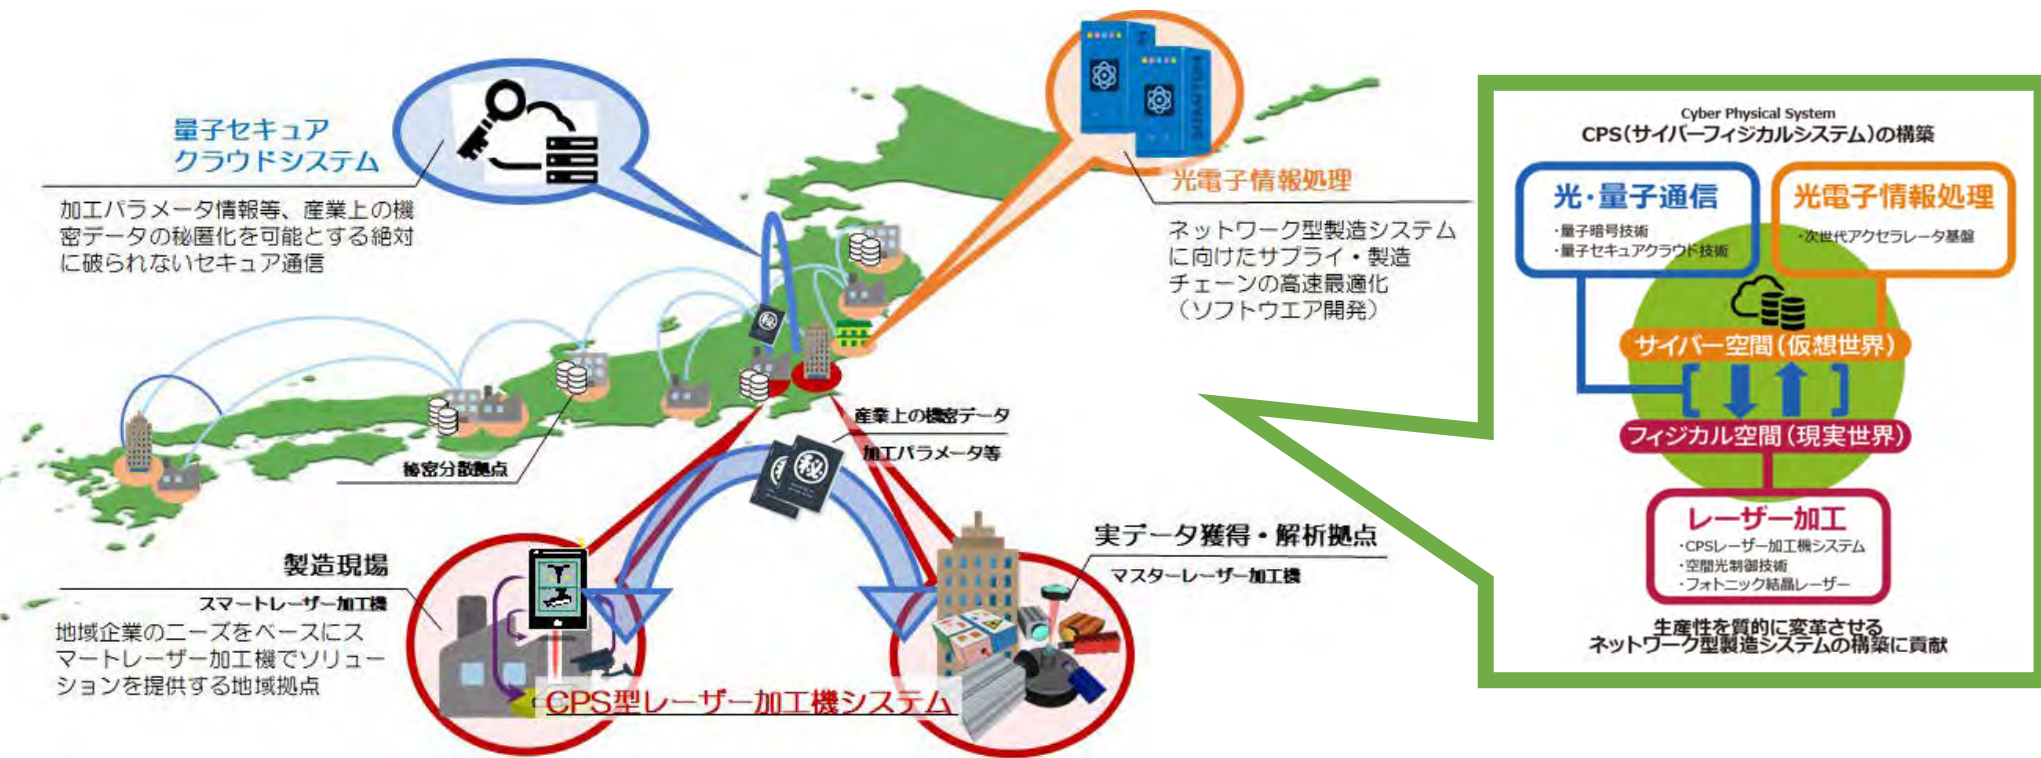 量子セキュア
クラウドシステム
加工パラメータ情報等、産業上の機
密データの秘匿化を可能とする絶対
に破られないセキュア通信
光電子情報処理
ネットワーク型製造システム
に向けたサプライ・製造
チェーンの高速最適化
（ソフトウエア開発）
㊙
産業上の機密データ
加工パラメータ等
秘密分散拠点
㊙
製造現場
スマートレーザー加工機
地域企業のニーズをベースにス
マートレーザー加工機でソリュー
ションを提供する地域拠点
実データ獲得・解析拠点
マスターレーザー加工機
CPS型レーザー加工機システム
Cyber Physical System
CPS（サイバーフィジカルシステム）の構築
光・量子通信
・量子暗号技術
・量子セキュアクラウド技術
光電子情報処理
・次世代アクセラレータ基盤
サイバー空間（仮想世界）
フィジカル空間（現実世界）
レーザー加工
・CPSレーザー加工機システム
・空間光制御技術
・フォトニック結晶レーザー
生産性を質的に変革させる
ネットワーク型製造システムの構築に貢献